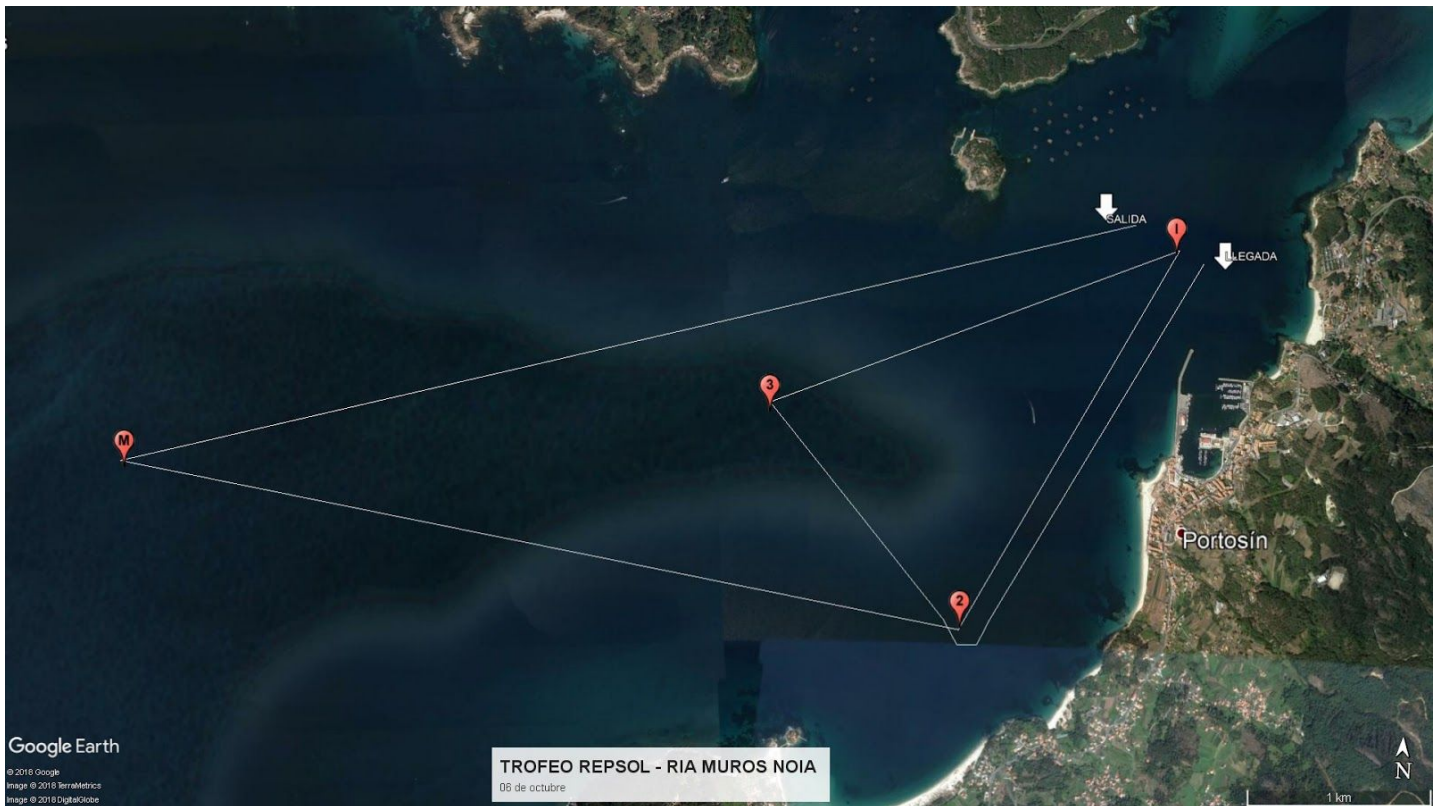 s
SALIDA
I
LLEGADA
3
M
Portosín
2
Google Earth
© 2018 Google
Image © 2018 TerraMetrics
Image © 2018 DigitalGlobe
TROFEO REPSOL - RIA MUROS NOIA
06 de octubre
N
1 km